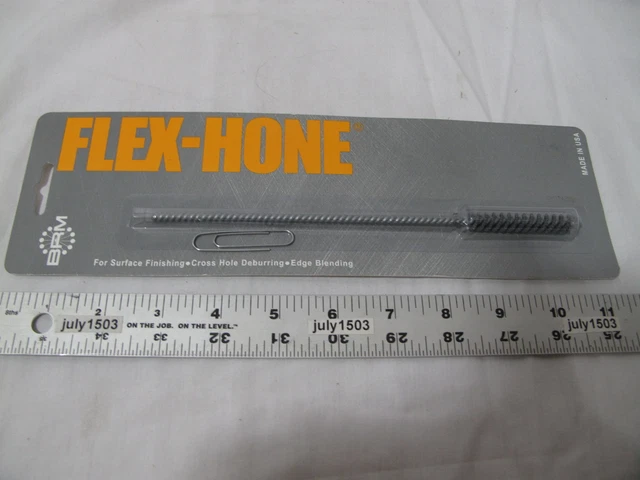 FLEX-HONE®
MADE IN USA
BRM
For Surface Finishing•Cross Hole Deburring•Edge Blending
8ths 2 3 4 5 6 7 8 9 10 11
july1503 ON THE JOB. ON THE LEVEL.™ july1503 july1503
34 33 32 31 30 29 28 27 26 25